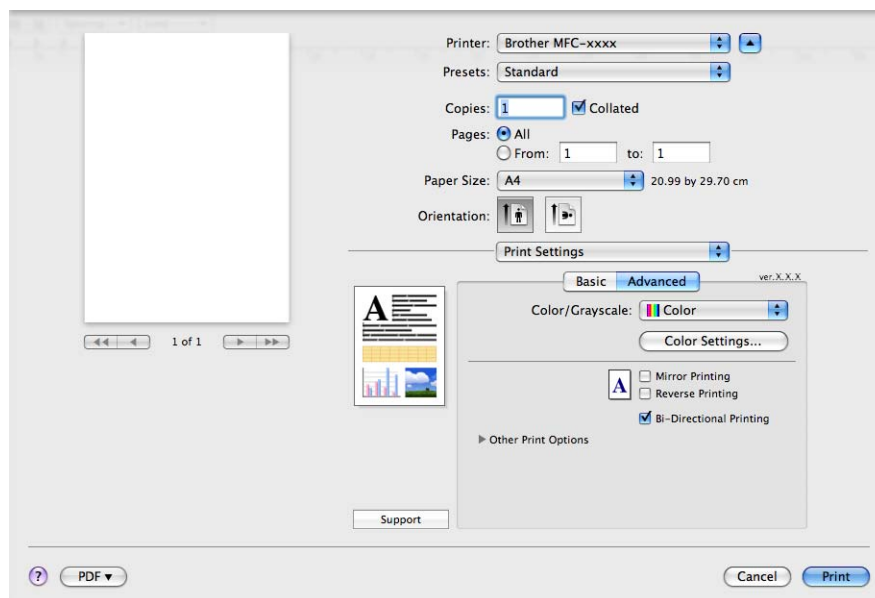 Printer: Brother MFC-xxxx
Presets: Standard
Copies: 1 Collated
Pages: All
From: 1 to: 1
Paper Size: A4 20.99 by 29.70 cm
Orientation:
Print Settings
Basic Advanced ver.X.X.X
Color/Grayscale: Color
Color Settings...
1 of 1
A
A
Mirror Printing
Reverse Printing
Bi-Directional Printing
Other Print Options
Support
? PDF Cancel Print